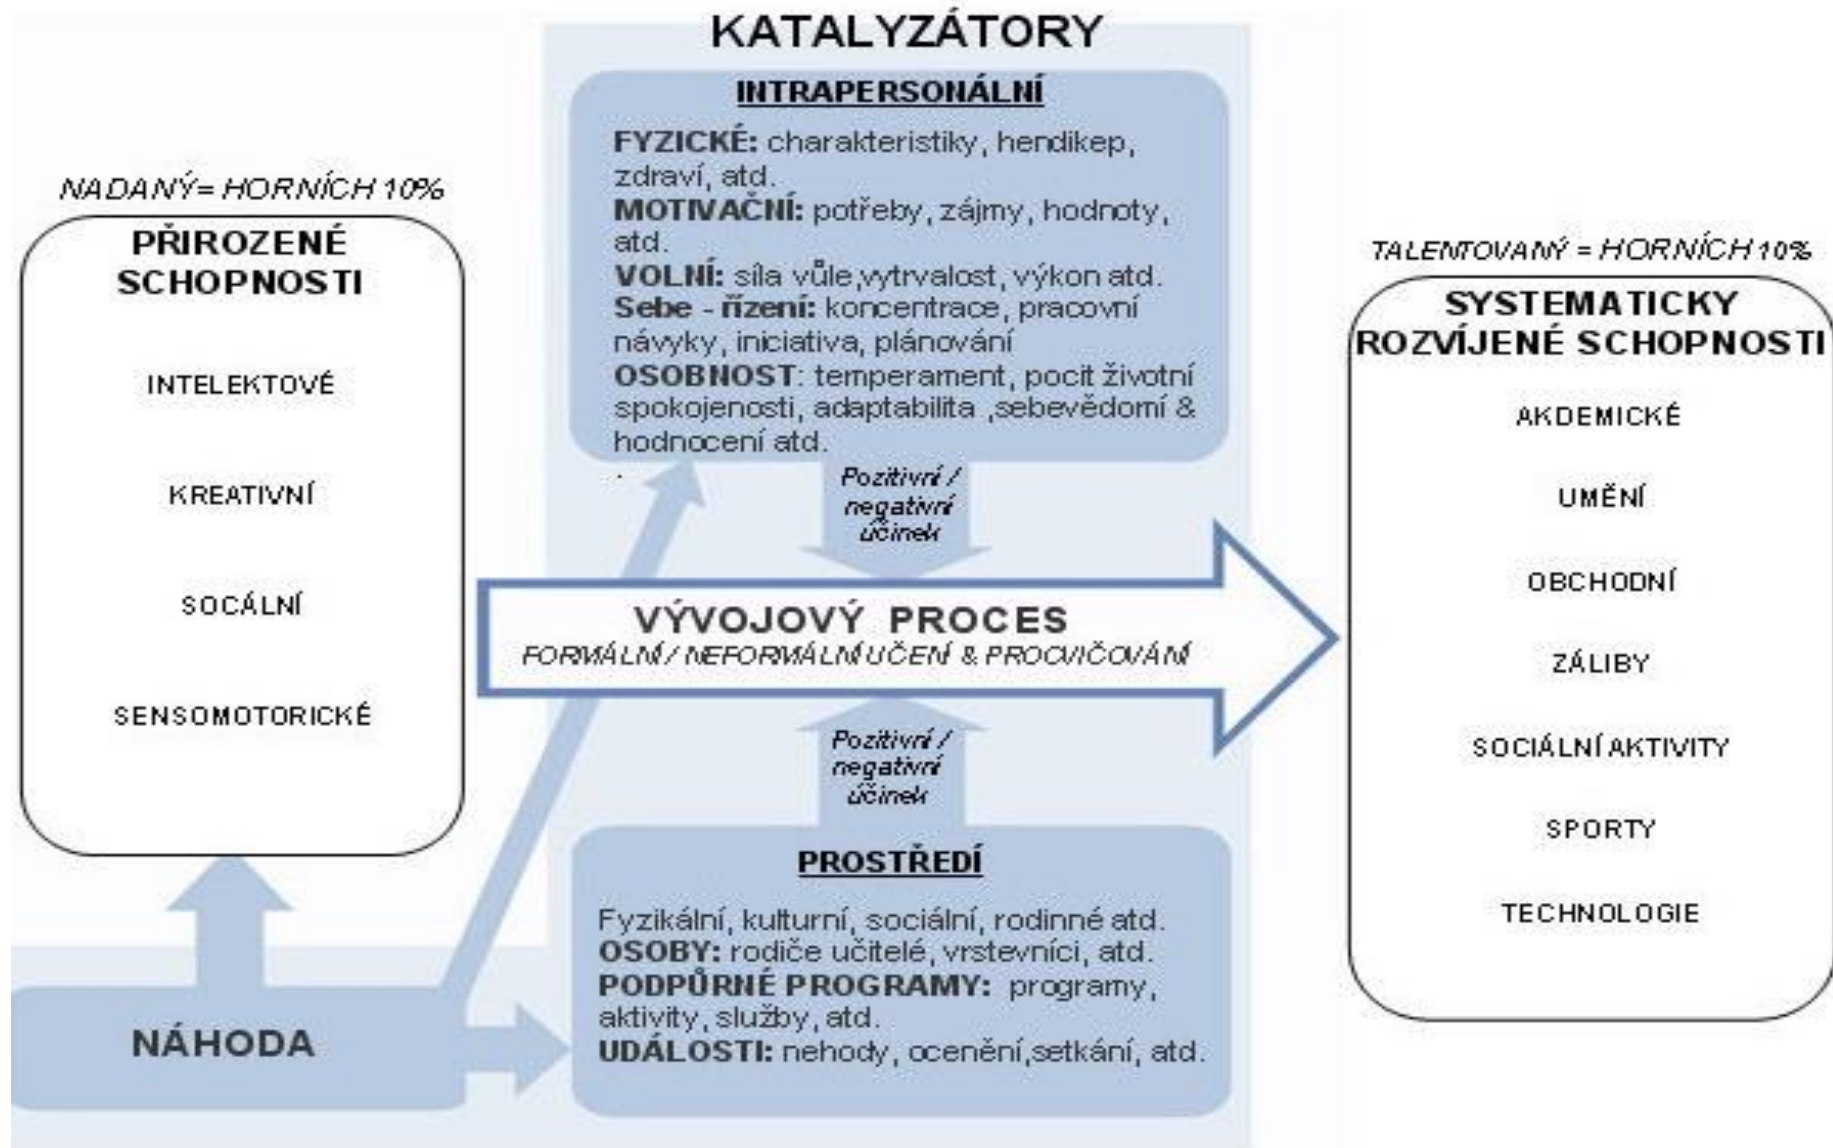 KATALYZÁTORY
INTRAPERSONÁLNÍ
FYZICKÉ: charakteristiky, hendikep,
zdraví, atd.
MOTIVAČNÍ: potřeby, zájmy, hodnoty,
atd.
VOLNÍ: síla vůle,vytrvalost, výkon atd.
Sebe - řízení: koncentrace, pracovní
návyky, iniciativa, plánování
OSOBNOST: temperament, pocit životní
spokojenosti, adaptabilita ,sebevědomí &
hodnocení atd.
.
NADANÝ= HORNÍCH 10%
PŘIROZENÉ
SCHOPNOSTI
INTELEKTOVÉ
KREATIVNÍ
SOCÁLNÍ
SENSOMOTORICKÉ
Pozitivní /
negativní
účinek
VÝVOJOVÝ PROCES
FORMÁLNÍ / NEFORMÁLNÍ UČENÍ & PROCVIČOVÁNÍ
Pozitivní /
negativní
účinek
PROSTŘEDÍ
Fyzikální, kulturní, sociální, rodinné atd.
OSOBY: rodiče učitelé, vrstevníci, atd.
PODPŮRNÉ PROGRAMY: programy,
aktivity, služby, atd.
UDÁLOSTI: nehody, ocenění,setkání, atd.
NÁHODA
TALENTOVANÝ = HORNÍCH 10%
SYSTEMATICKY
ROZVÍJENÉ SCHOPNOSTI
AKDEMICKÉ
UMĚNÍ
OBCHODNÍ
ZÁLIBY
SOCIÁLNÍ AKTIVITY
SPORTY
TECHNOLOGIE